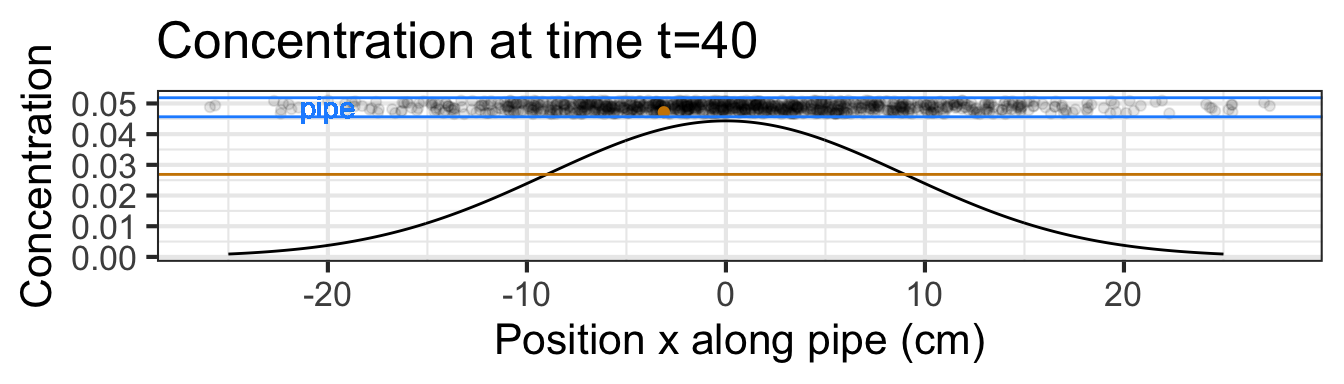 Concentration at time t=40
Concentration
0.05
0.04
0.03
0.02
0.01
0.00
pipe
-20 -10 0 10 20
Position x along pipe (cm)